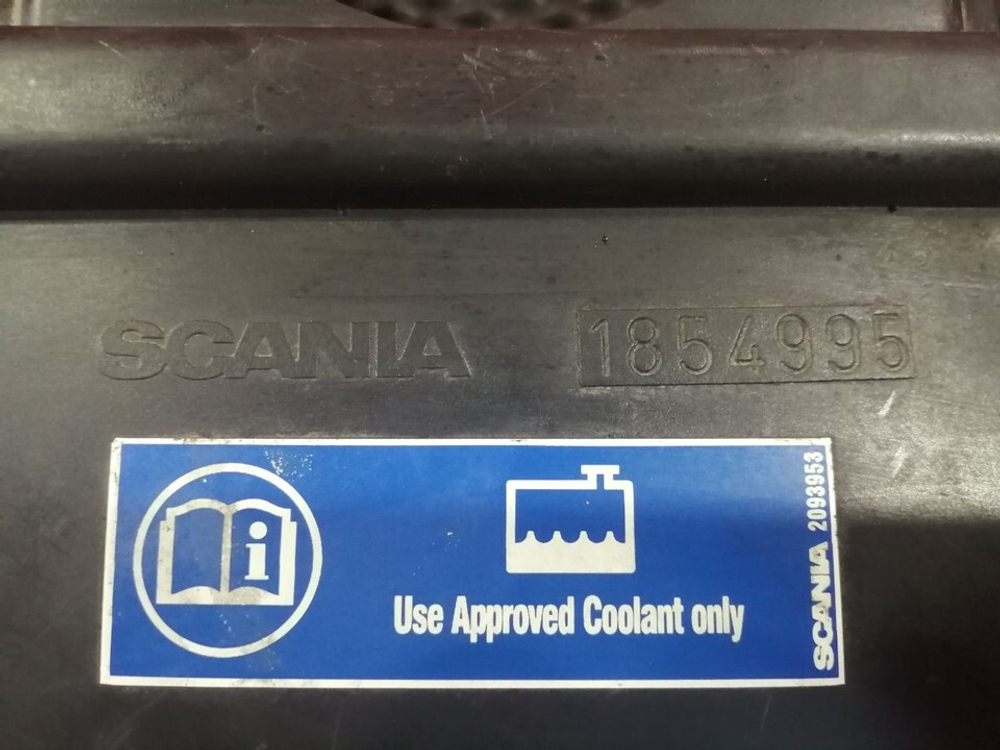 SCANIA 1854995
i
Use Approved Coolant only
SCANIA 2093953